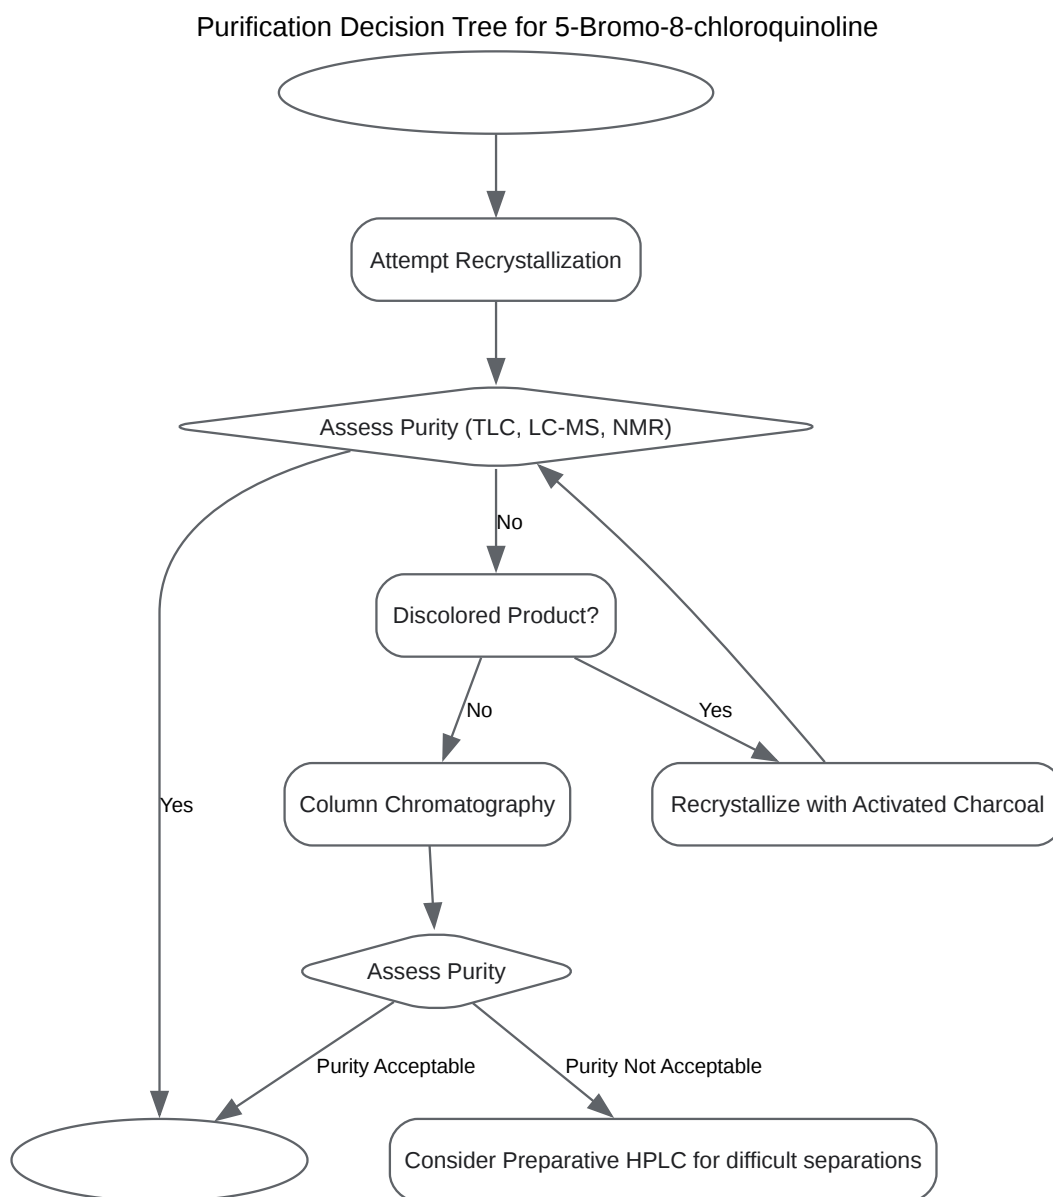 Purification Decision Tree for 5-Bromo-8-chloroquinoline
Attempt Recrystallization
Assess Purity (TLC, LC-MS, NMR)
No
Discolored Product?
No
Yes
Yes
Column Chromatography
Recrystallize with Activated Charcoal
Assess Purity
Purity Acceptable
Purity Not Acceptable
Consider Preparative HPLC for difficult separations